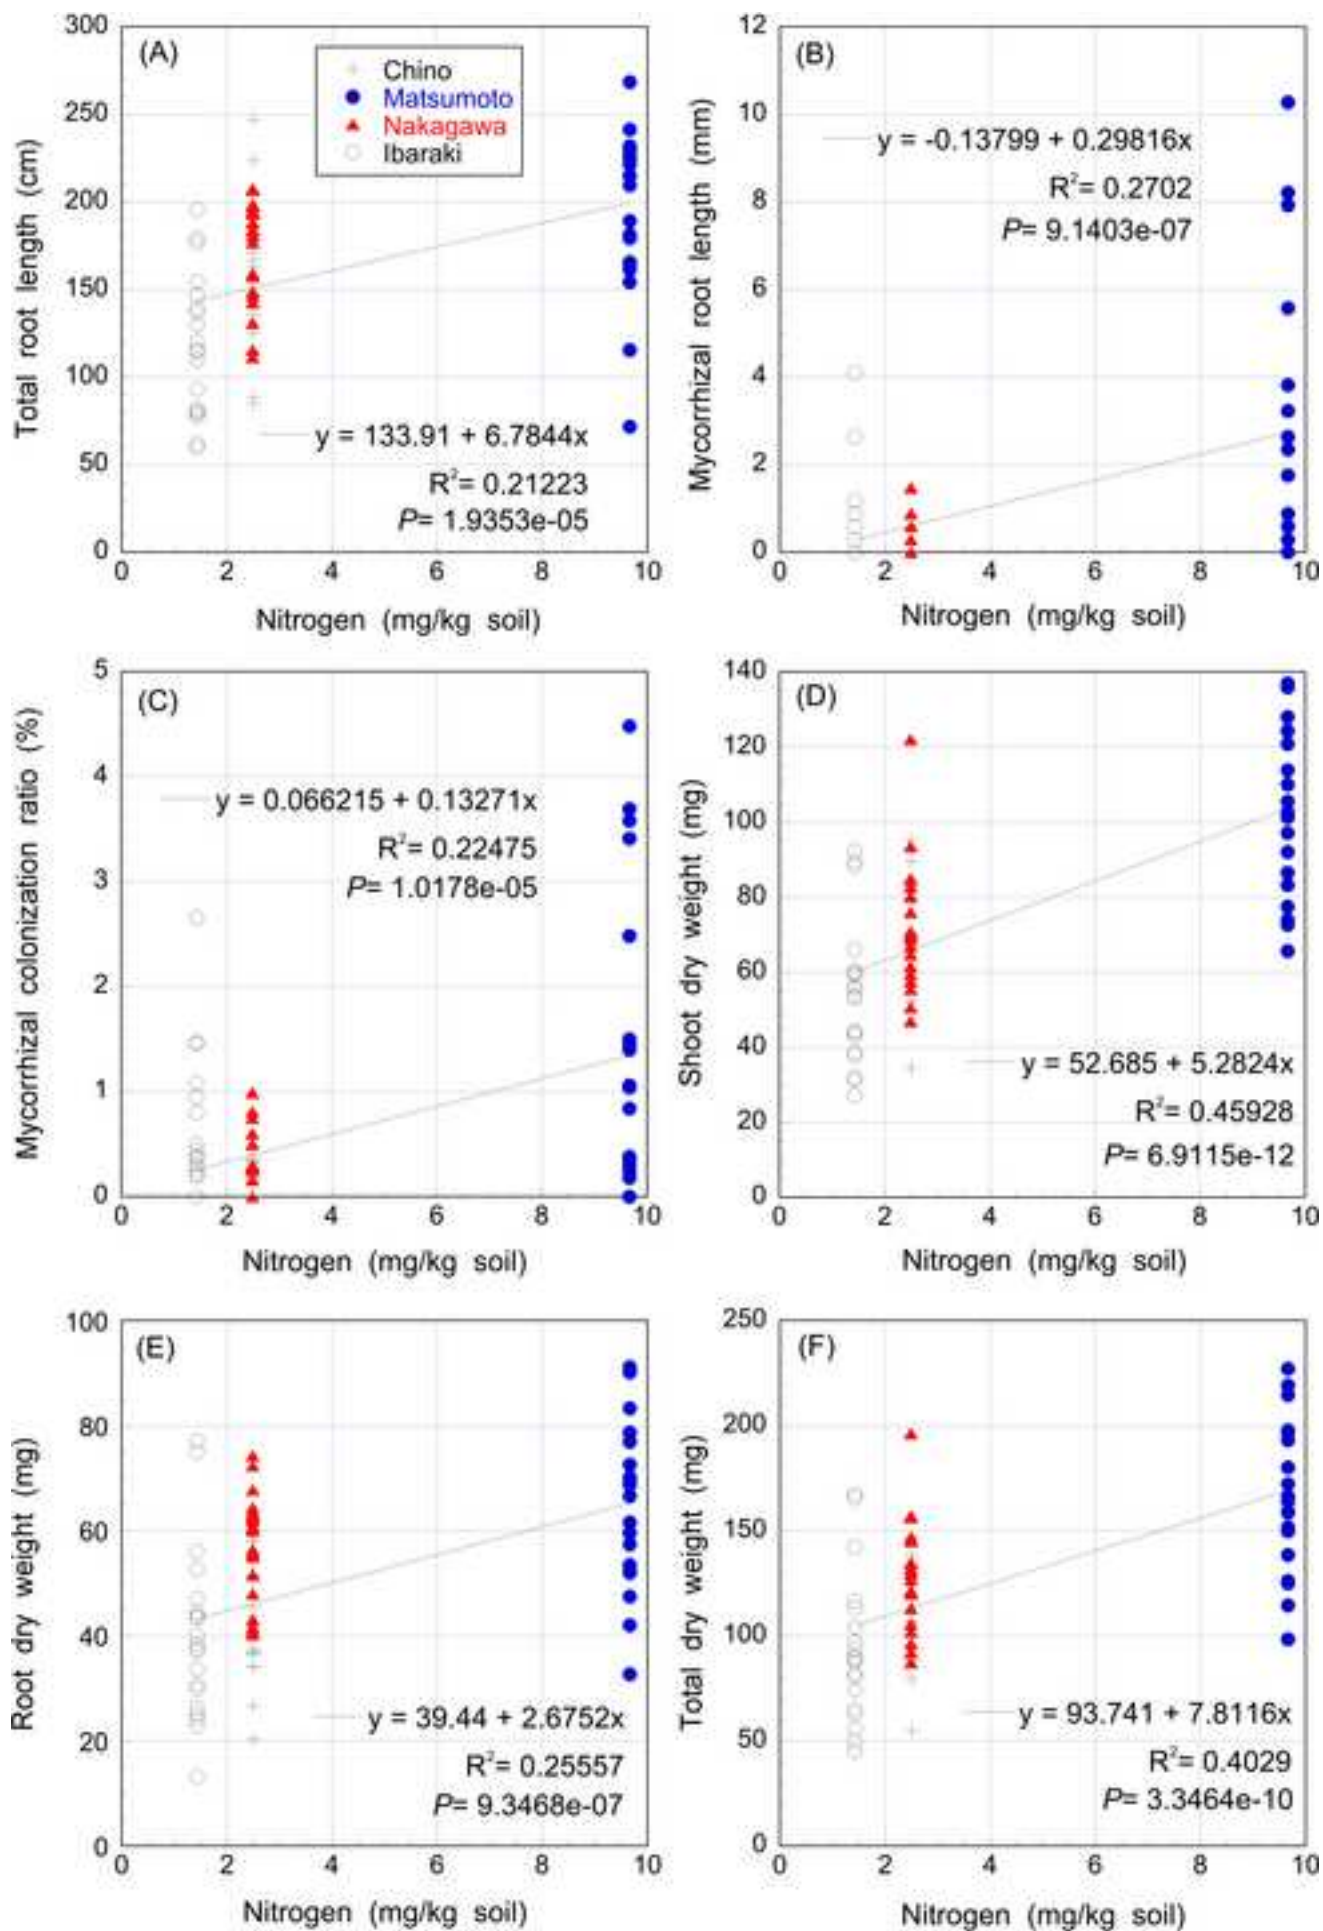 (A)
Chino
Matsumoto
Nakagawa
Ibaraki
300
250
200
150
100
50
0
Total root length (cm)
y = 133.91 + 6.7844x
R²= 0.21223
P= 1.9353e-05
0 2 4 6 8 10
Nitrogen (mg/kg soil)
(B)
12
10
8
6
4
2
0
Mycorrhizal root length (mm)
y = -0.13799 + 0.29816x
R²= 0.2702
P= 9.1403e-07
0 2 4 6 8 10
Nitrogen (mg/kg soil)
(C)
5
4
3
2
1
0
Mycorrhizal colonization ratio (%)
y = 0.066215 + 0.13271x
R²= 0.22475
P= 1.0178e-05
0 2 4 6 8 10
Nitrogen (mg/kg soil)
(D)
140
120
100
80
60
40
20
0
Shoot dry weight (mg)
y = 52.685 + 5.2824x
R²= 0.45928
P= 6.9115e-12
0 2 4 6 8 10
Nitrogen (mg/kg soil)
(E)
100
80
60
40
20
0
Root dry weight (mg)
y = 39.44 + 2.6752x
R²= 0.25557
P= 9.3468e-07
0 2 4 6 8 10
Nitrogen (mg/kg soil)
(F)
250
200
150
100
50
0
Total dry weight (mg)
y = 93.741 + 7.8116x
R²= 0.4029
P= 3.3464e-10
0 2 4 6 8 10
Nitrogen (mg/kg soil)